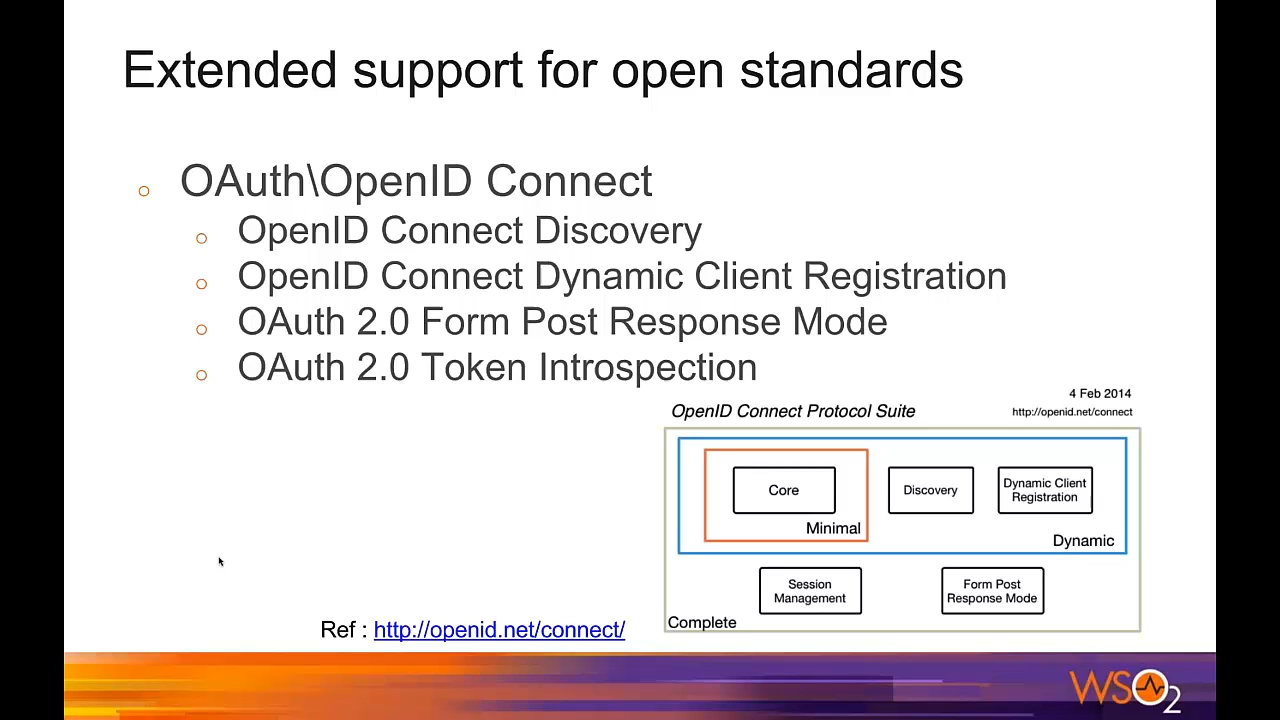 Extended support for open standards
OAuth\OpenID Connect
OpenID Connect Discovery
OpenID Connect Dynamic Client Registration
OAuth 2.0 Form Post Response Mode
OAuth 2.0 Token Introspection
4 Feb 2014
OpenID Connect Protocol Suite
http://openid.net/connect
Core
Minimal
Discovery
Dynamic Client
Registration
Dynamic
Session
Management
Form Post
Response Mode
Complete
Ref : http://openid.net/connect/
WSO2